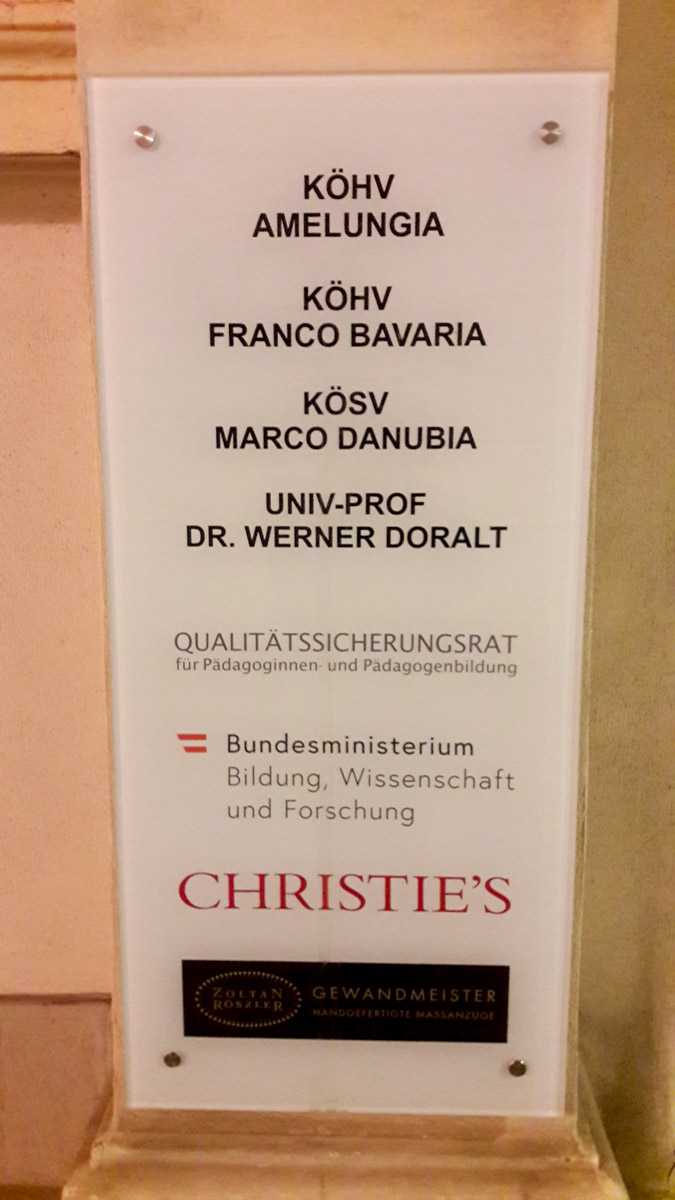 KÖHV
AMELUNGIA
KÖHV
FRANCO BAVARIA
KÖSV
MARCO DANUBIA
UNIV-PROF
DR. WERNER DORALT
QUALITÄTSSICHERUNGSRAT
für Pädagoginnen- und Pädagogenbildung
Bundesministerium
Bildung, Wissenschaft
und Forschung
CHRISTIE'S
ZOLTAN
RÖSZLER
GEWANDMEISTER
HANDGEFERTIGTE MASSANZÜGE